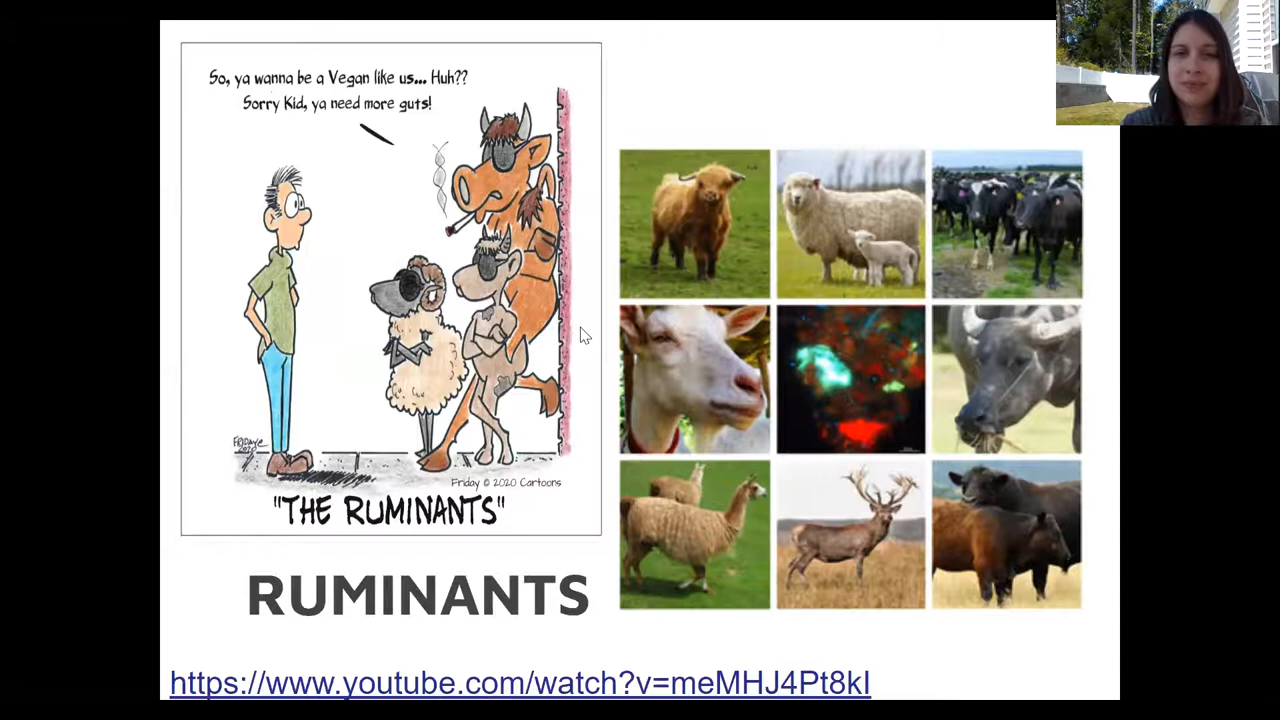 So, ya wanna be a Vegan like us... Huh??
Sorry Kid, ya need more guts!
Friday © 2020 Cartoons
"THE RUMINANTS"
RUMINANTS
https://www.youtube.com/watch?v=meMHJ4Pt8kI